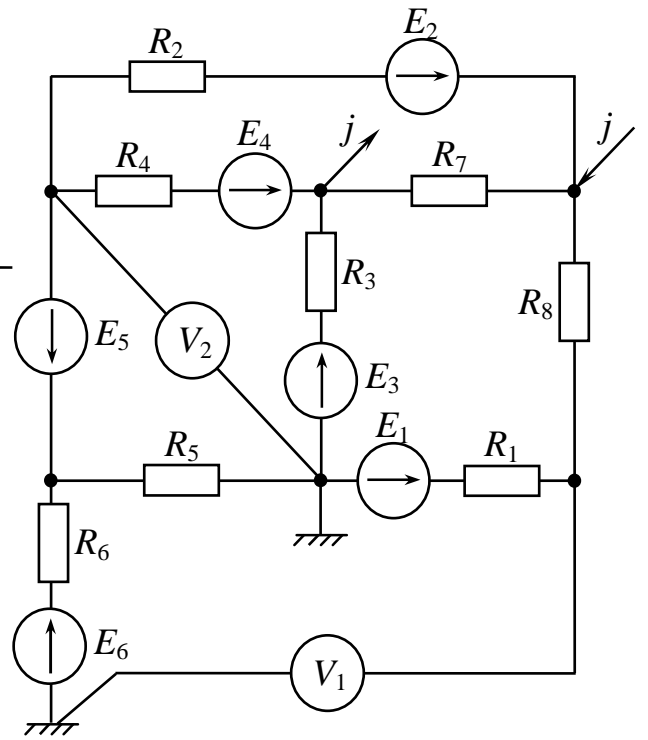 R₂ E₂
R₄ E₄ j R₇ j
R₃ R₈
E₅ V₂ E₃
R₅ E₁ R₁
R₆
E₆ V₁